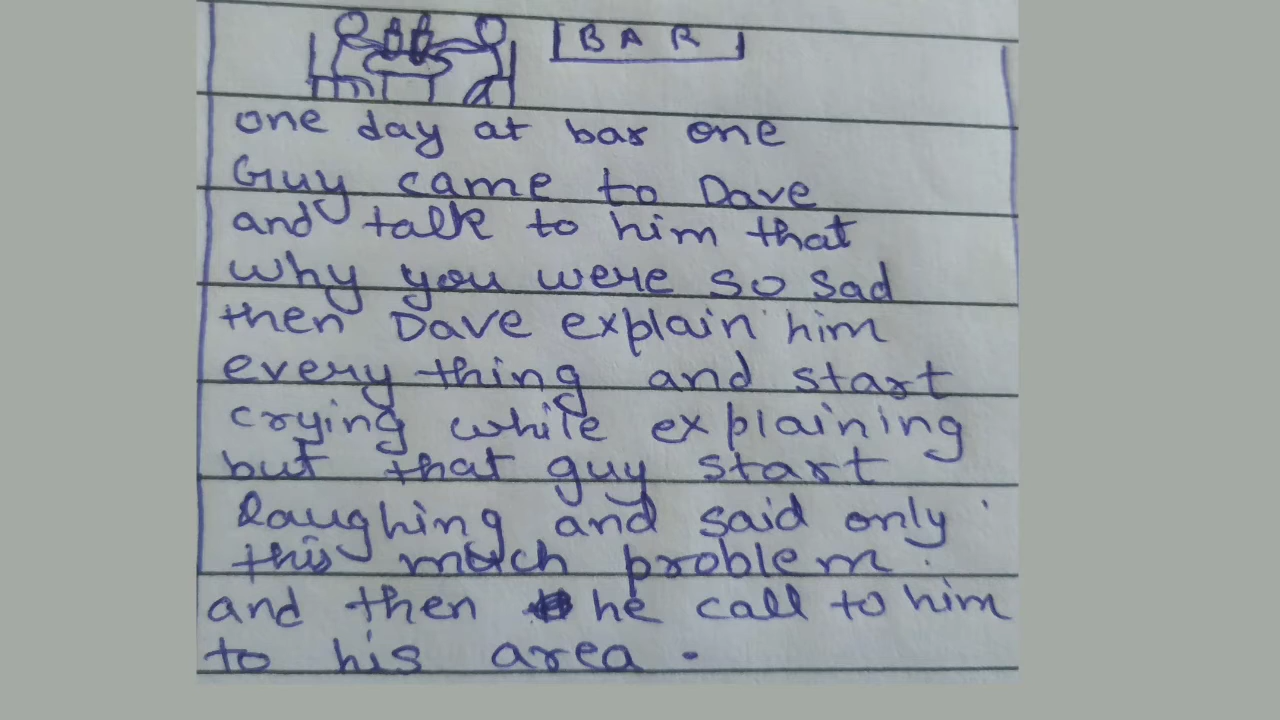 BAR
one day at bar one
Guy came to Dave
and talk to him that
why you were so sad
then Dave explain him
every thing and start
crying while explaining
but that guy start
laughing and said only
this much problem.
and then he call to him
to his area.